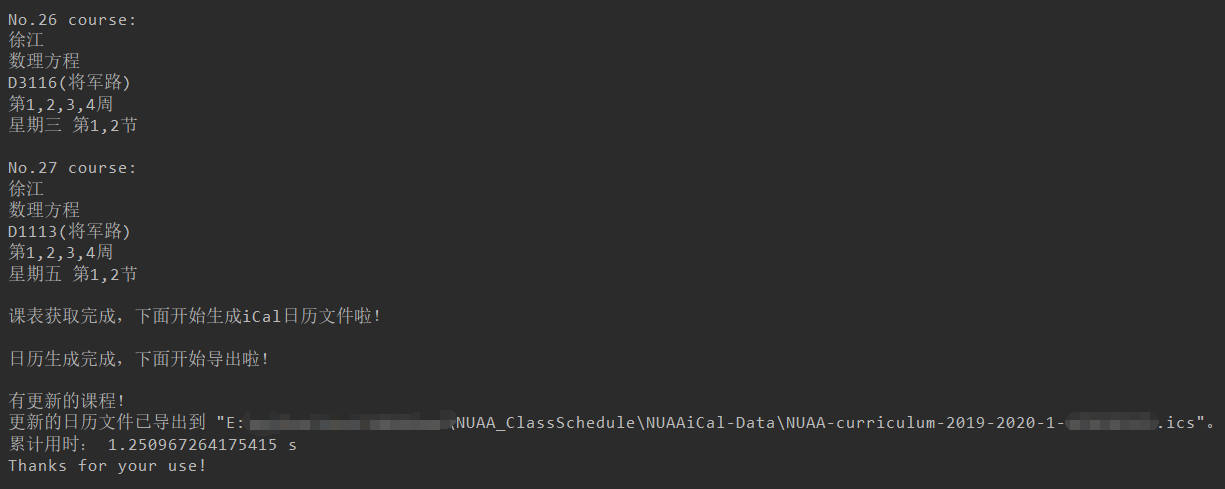 No.26 course:
徐江
数理方程
D3116(将军路)
第1,2,3,4周
星期三 第1,2节
No.27 course:
徐江
数理方程
D1113(将军路)
第1,2,3,4周
星期五 第1,2节
课表获取完成，下面开始生成iCal日历文件啦！
日历生成完成，下面开始导出啦！
有更新的课程！
更新的日历文件已导出到 "E:\NUAA_ClassSchedule\NUAAiCal-Data\NUAA-curriculum-2019-2020-1-.ics"。
累计用时： 1.250967264175415 s
Thanks for your use!